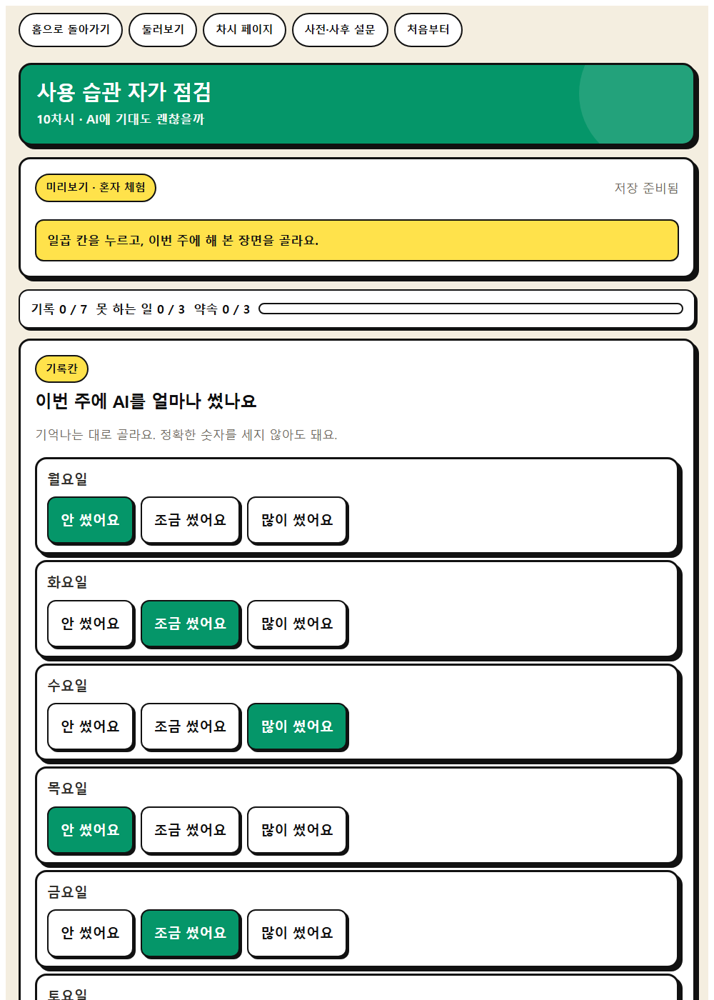 홈으로 돌아가기 둘러보기 차시 페이지 사전·사후 설문 처음부터
사용 습관 자가 점검
10차시 · AI에 기대도 괜찮을까
미리보기 · 혼자 체험 저장 준비됨
일곱 칸을 누르고, 이번 주에 해 본 장면을 골라요.
기록 0 / 7 못 하는 일 0 / 3 약속 0 / 3
기록칸
이번 주에 AI를 얼마나 썼나요
기억나는 대로 골라요. 정확한 숫자를 세지 않아도 돼요.
월요일
안 썼어요 조금 썼어요 많이 썼어요
화요일
안 썼어요 조금 썼어요 많이 썼어요
수요일
안 썼어요 조금 썼어요 많이 썼어요
목요일
안 썼어요 조금 썼어요 많이 썼어요
금요일
안 썼어요 조금 썼어요 많이 썼어요
토요일